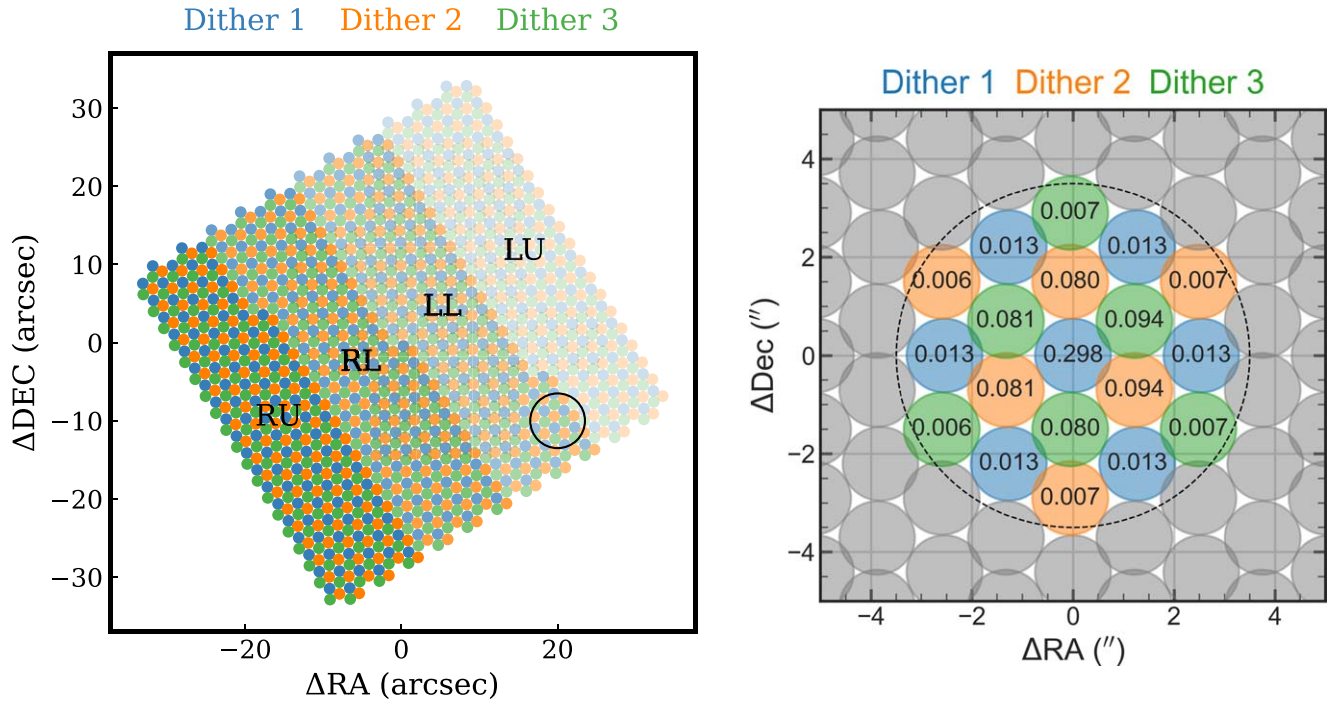 Dither 1 Dither 2 Dither 3
30
20
10
0
−10
−20
−30
−20 0 20
ΔDEC (arcsec)
ΔRA (arcsec)
LU
LL
RL
RU
Dither 1 Dither 2 Dither 3
4
2
0
−2
−4
−4 −2 0 2 4
ΔDec (″)
ΔRA (″)
0.007
0.013 0.013
0.006 0.080 0.007
0.081 0.094
0.013 0.298 0.013
0.081 0.094
0.006 0.080 0.007
0.013 0.013
0.007